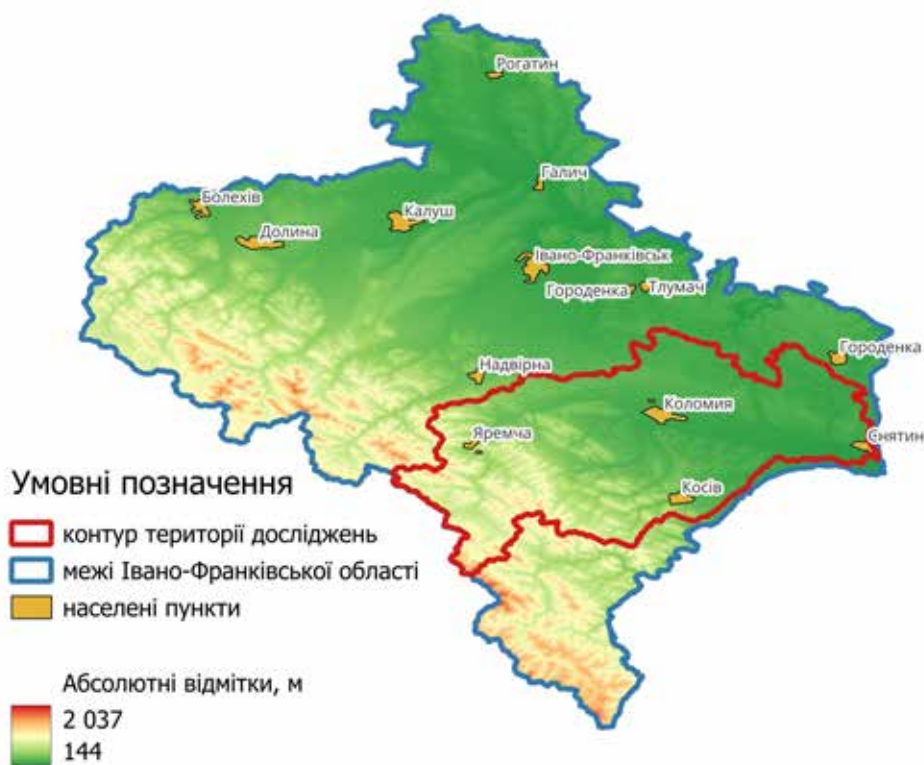 Рогатин
Галич
Болехів
Калуш
Долина
Івано-Франківськ
Городенка
Тлумач
Городенка
Надвірна
Коломия
Яремча
Снятин
Косів
Умовні позначення
контур території досліджень
межі Івано-Франківської області
населені пункти
Абсолютні відмітки, м
2 037
144